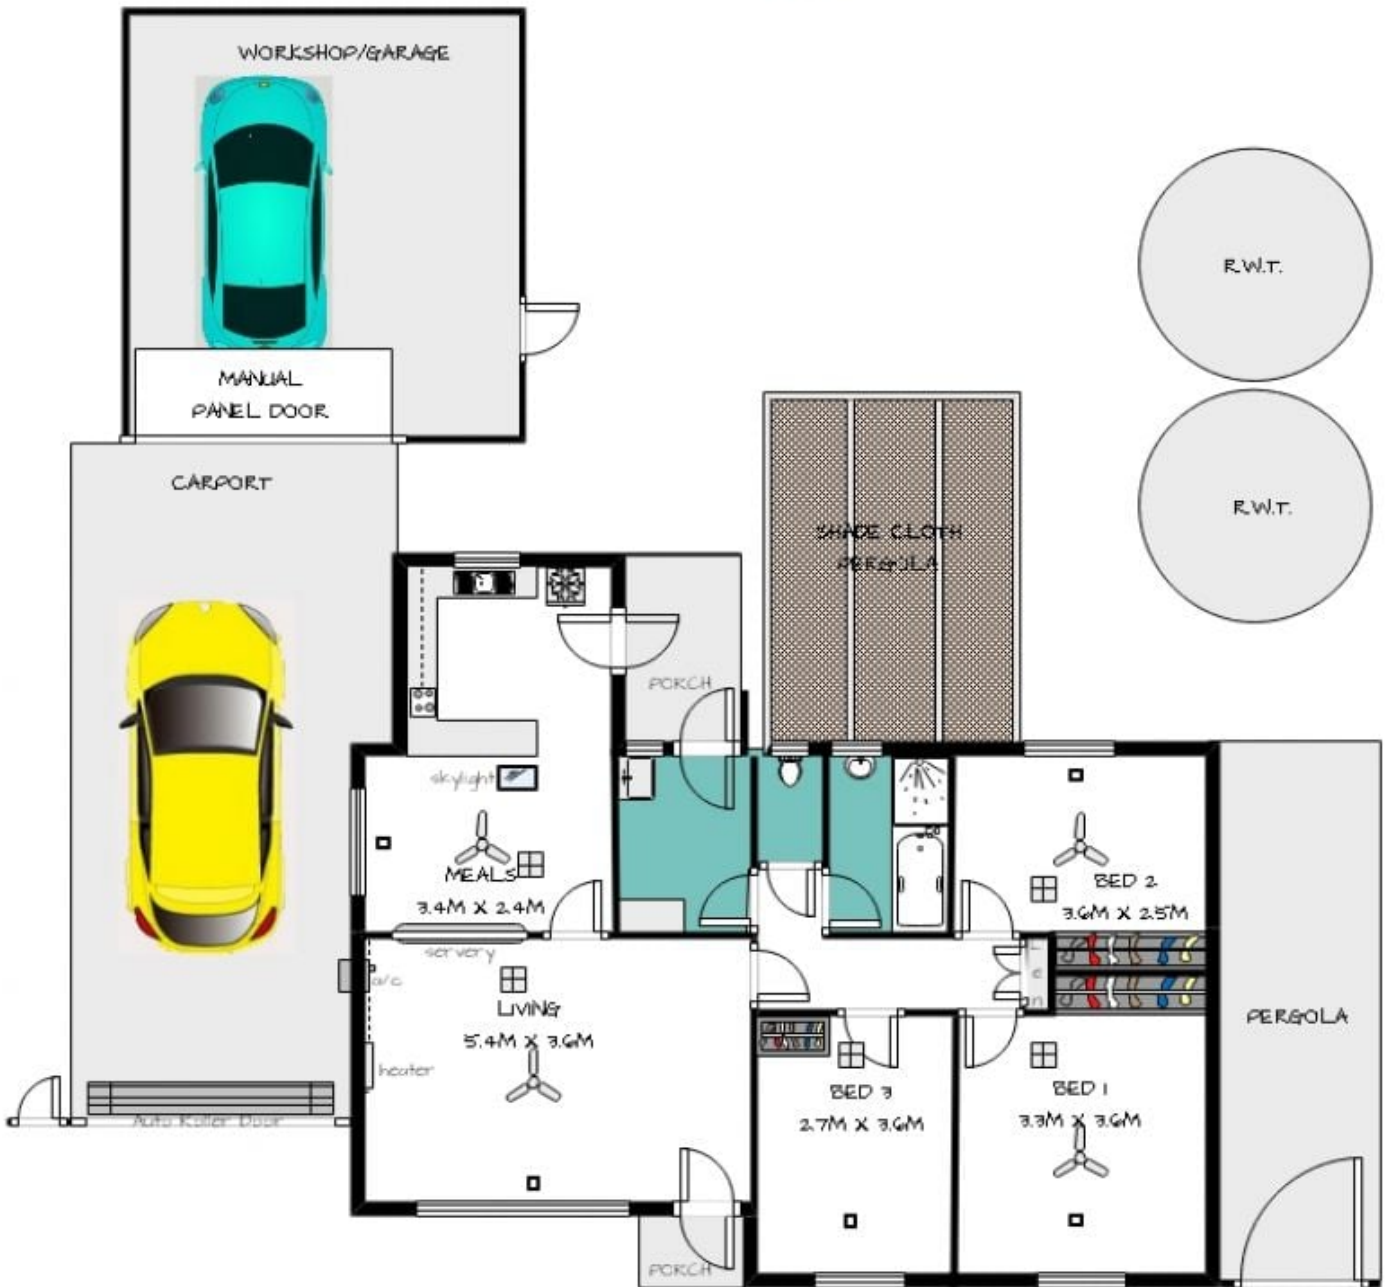 WORKSHOP/GARAGE
MANUAL
PANEL DOOR
R.W.T.
CARPORT
R.W.T.
SHADE CLOTH
PERGOLA
PORCH
skylight
MEALS
3.4M X 2.4M
BED 2
3.6M X 2.5M
servery
a/c
LIVING
5.4M X 3.6M
heater
Auto Roller Door
BED 3
2.7M X 3.6M
BED 1
3.3M X 3.6M
PERGOLA
PORCH